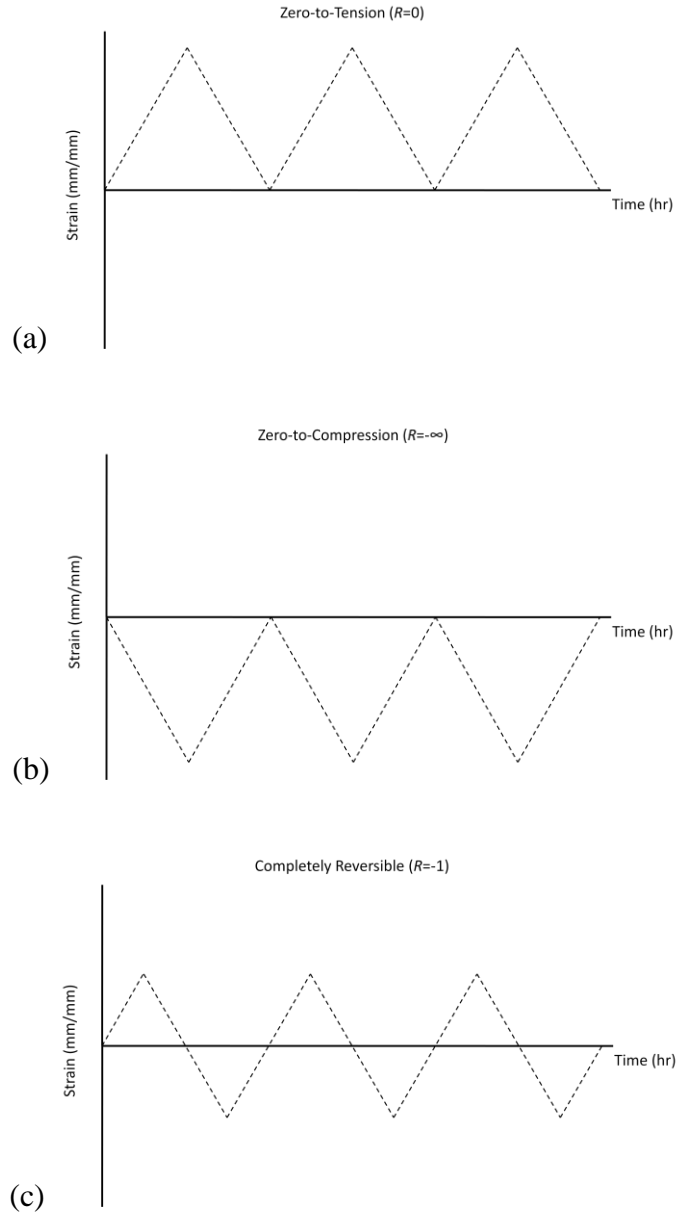 Zero-to-Tension (R=0)
Strain (mm/mm)
Time (hr)
(a)
Zero-to-Compression (R=-∞)
Strain (mm/mm)
Time (hr)
(b)
Completely Reversible (R=-1)
Strain (mm/mm)
Time (hr)
(c)